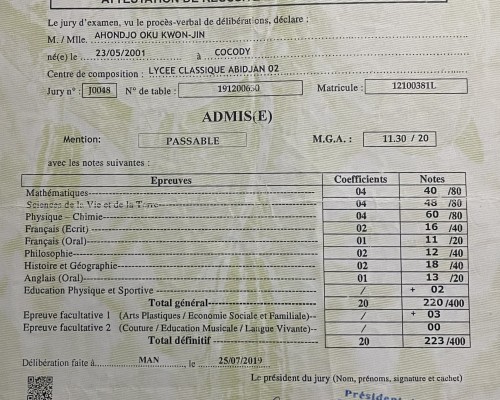 ATTESTATION DE REUSSITE
Le jury d'examen, vu le procès-verbal de délibérations, déclare :
M. / Mlle. AHONDJO OKU KWON-JIN
né(e) le 23/05/2001 à COCODY
Centre de composition : LYCEE CLASSIQUE ABIDJAN 02
Jury n° : J0048 N° de table : 191200650 Matricule : 12100381L
ADMIS(E)
Mention: PASSABLE M.G.A. : 11.30 / 20
avec les notes suivantes :
Epreuves Coefficients Notes
Mathématiques 04 40 /80
Sciences de la Vie et de la Terre 04 48 /80
Physique – Chimie 04 60 /80
Français (Ecrit) 02 16 /40
Français (Oral) 01 11 /20
Philosophie 02 12 /40
Histoire et Géographie 02 18 /40
Anglais (Oral) 01 13 /20
Education Physique et Sportive / + 02
Total général 20 220 /400
Epreuve facultative 1 (Arts Plastiques / Economie Sociale et Familiale) / + 03
Epreuve facultative 2 (Couture / Education Musicale / Langue Vivante) / 00
Total définitif 20 223 /400
Délibération faite à MAN , le 25/07/2019
Le président du jury (Nom, prénoms, signature et cachet)